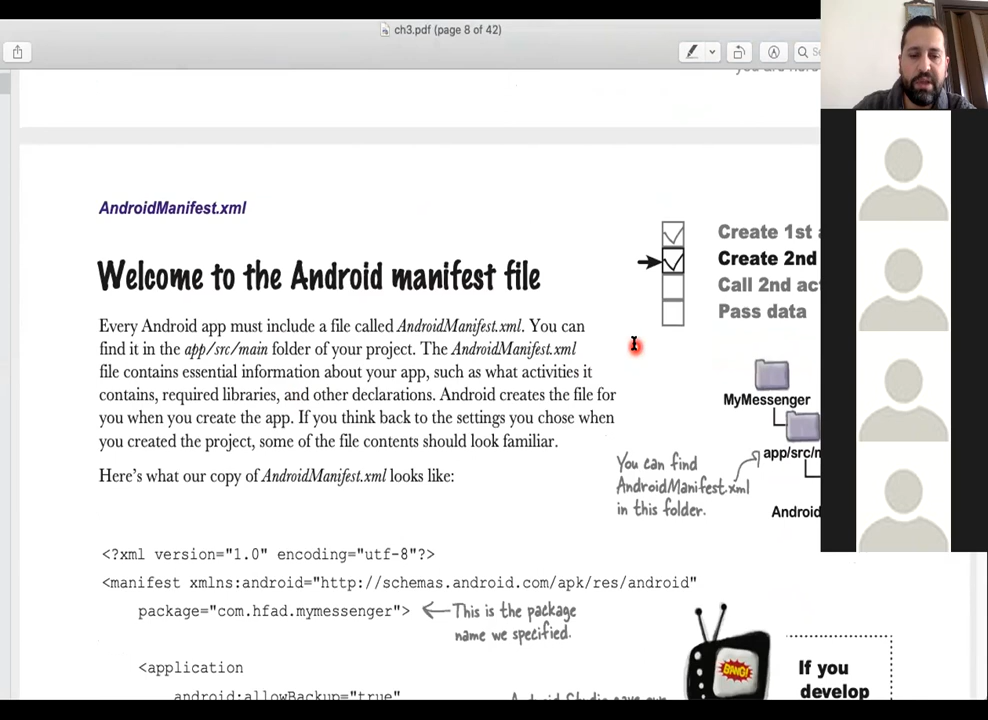 ch3.pdf (page 8 of 42)
AndroidManifest.xml
Welcome to the Android manifest file
Every Android app must include a file called AndroidManifest.xml. You can
find it in the app/src/main folder of your project. The AndroidManifest.xml
file contains essential information about your app, such as what activities it
contains, required libraries, and other declarations. Android creates the file for
you when you create the app. If you think back to the settings you chose when
you created the project, some of the file contents should look familiar.
Here's what our copy of AndroidManifest.xml looks like:
Create 1st
Create 2nd
Call 2nd ac
Pass data
MyMessenger
app/src/m
Android
You can find
AndroidManifest.xml
in this folder.
<?xml version="1.0" encoding="utf-8"?>
<manifest xmlns:android="http://schemas.android.com/apk/res/android"
package="com.hfad.mymessenger">
This is the package
name we specified.
<application
android:allowBackup="true"
BANG!
If you
develop